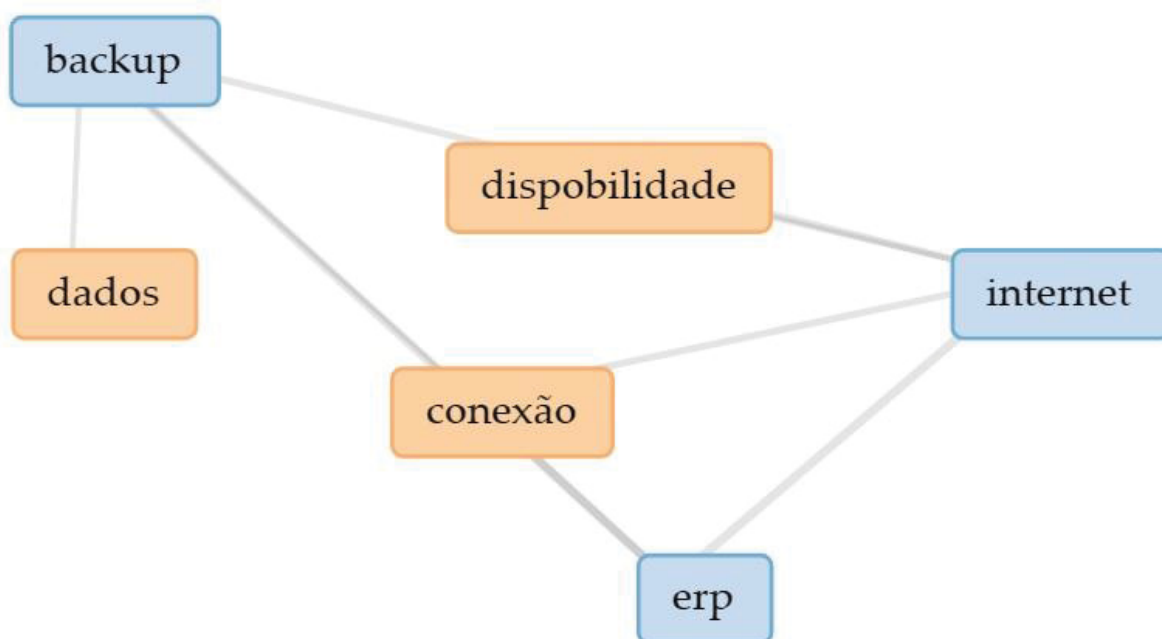 backup
dispobilidade
dados
internet
conexão
erp